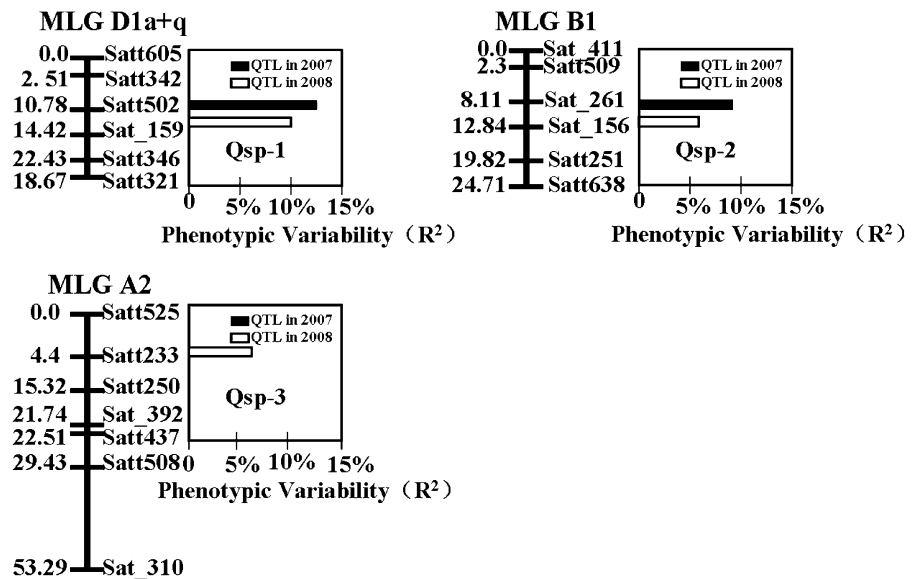 MLG D1a+q
0.0 Satt605
2. 51 Satt342
10.78 Satt502
14.42 Sat_159
22.43 Satt346
18.67 Satt321
QTL in 2007
QTL in 2008
Qsp-1
0 5% 10% 15%
Phenotypic Variability（R²）
MLG B1
0.0 Sat_411
2.3 Satt509
8.11 Sat_261
12.84 Sat_156
19.82 Satt251
24.71 Satt638
QTL in 2007
QTL in 2008
Qsp-2
0 5% 10% 15%
Phenotypic Variability（R²）
MLG A2
0.0 Satt525
4.4 Satt233
15.32 Satt250
21.74 Sat_392
22.51 Satt437
29.43 Satt508
53.29 Sat_310
QTL in 2007
QTL in 2008
Qsp-3
0 5% 10% 15%
Phenotypic Variability（R²）